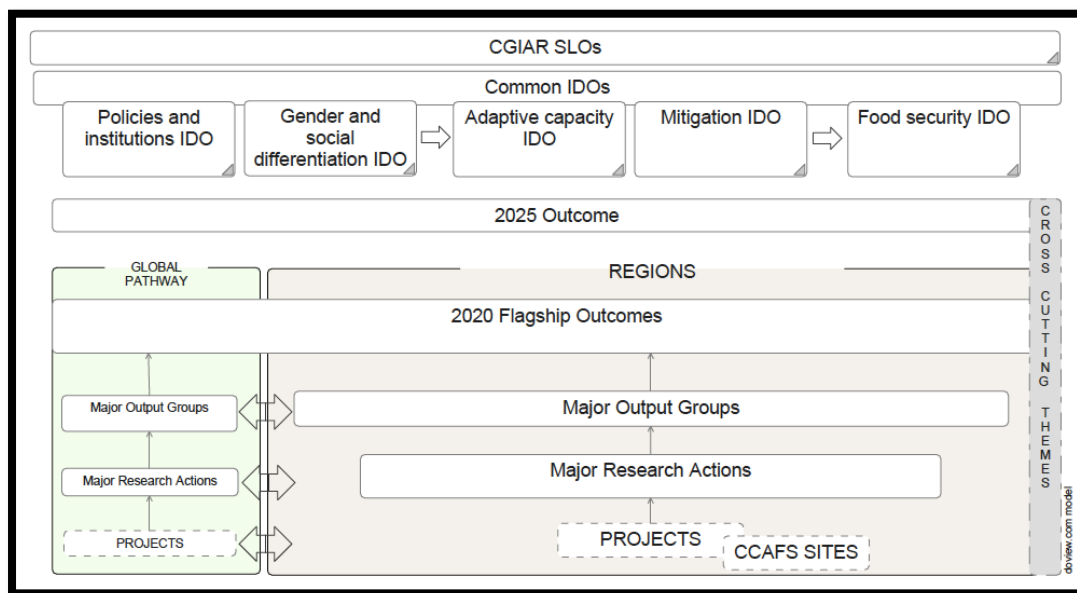 CGIAR SLOs
Common IDOs
Policies and
institutions IDO
Gender and
social
differentiation IDO
Adaptive capacity
IDO
Mitigation IDO
Food security IDO
2025 Outcome
CROSS CUTTING THEMES
GLOBAL
PATHWAY
REGIONS
2020 Flagship Outcomes
Major Output Groups
Major Output Groups
Major Research Actions
Major Research Actions
PROJECTS
PROJECTS
CCAFS SITES
doview.com model